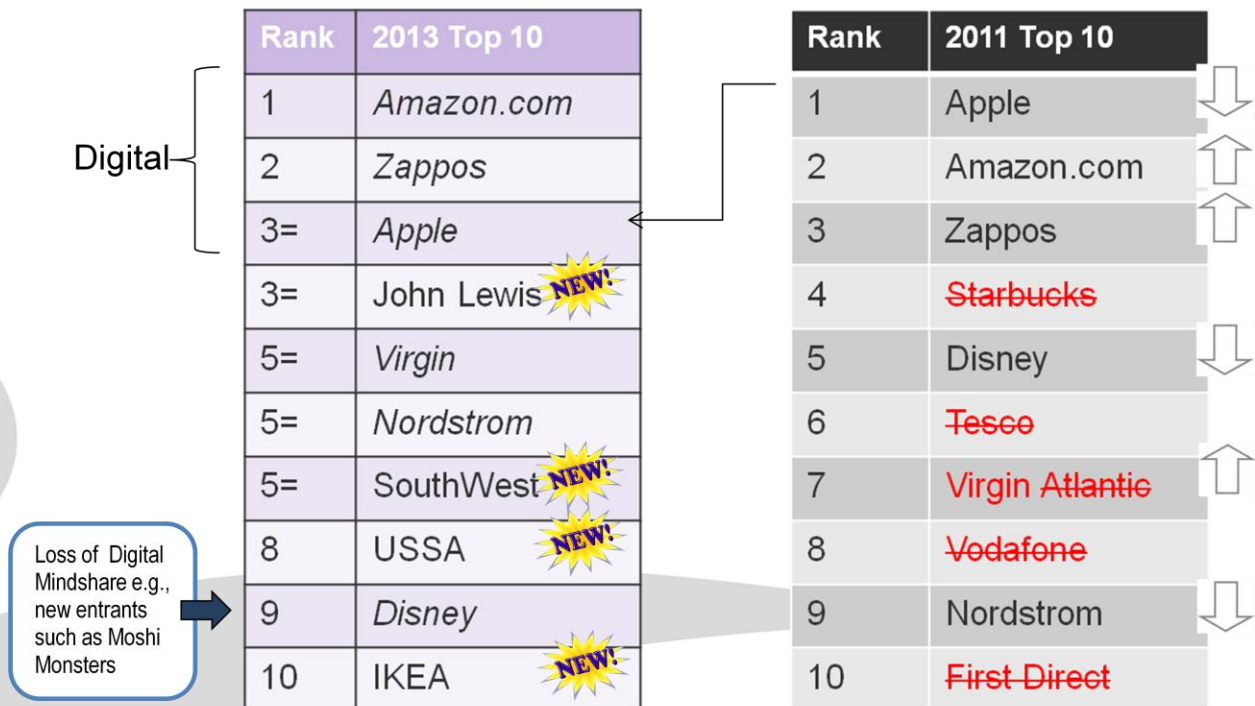 Rank 2013 Top 10
1 Amazon.com
2 Zappos
3= Apple
3= John Lewis NEW!
5= Virgin
5= Nordstrom
5= SouthWest NEW!
8 USSA NEW!
9 Disney
10 IKEA NEW!
Digital
Loss of Digital
Mindshare e.g.,
new entrants
such as Moshi
Monsters
Rank 2011 Top 10
1 Apple
2 Amazon.com
3 Zappos
4 Starbucks
5 Disney
6 Tesco
7 Virgin Atlantic
8 Vodafone
9 Nordstrom
10 First Direct